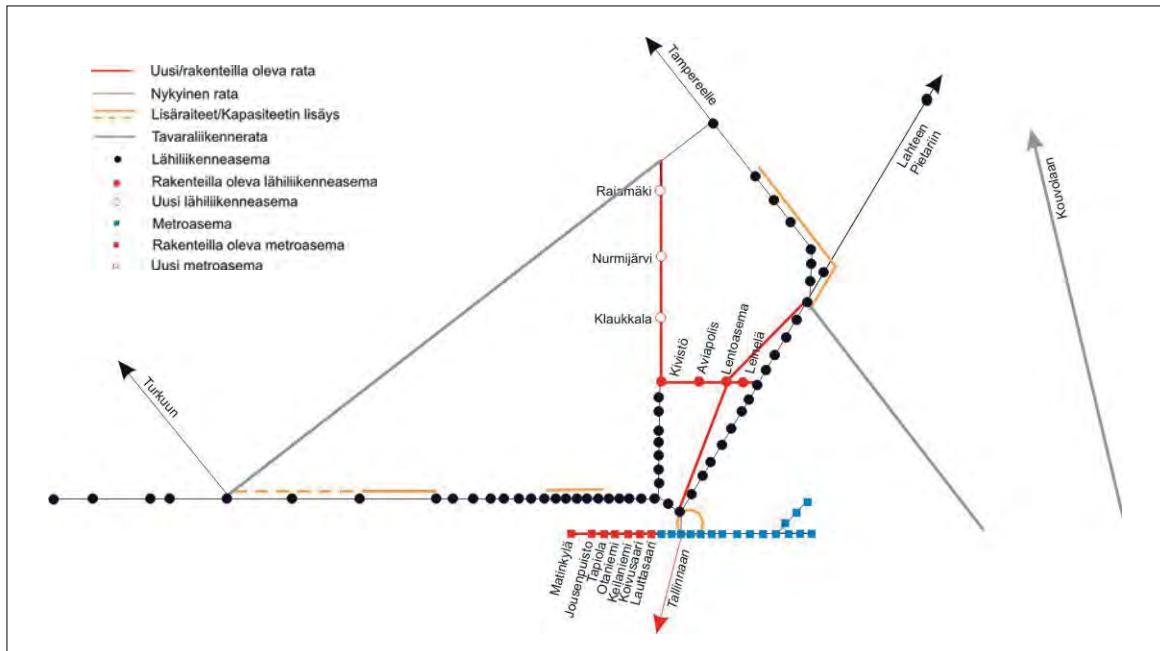 Uusi/rakenteilla oleva rata
Nykyinen rata
Lisäraiteet/Kapasiteetin lisäys
Tavaraliikennerata
Lähiliikenneasema
Rakenteilla oleva lähiliikenneasema
Uusi lähiliikenneasema
Metroasema
Rakenteilla oleva metroasema
Uusi metroasema
Tampereelle
Lahteen
Pietariin
Kouvolaan
Rajamäki
Nurmijärvi
Klaukkala
Kivistö
Aviapolis
Lentoasema
Leinelä
Turkuun
Matinkylä
Jousenpuisto
Tapiola
Otaniemi
Keilaniemi
Koivusaari
Lauttasaari
Tallinnaan